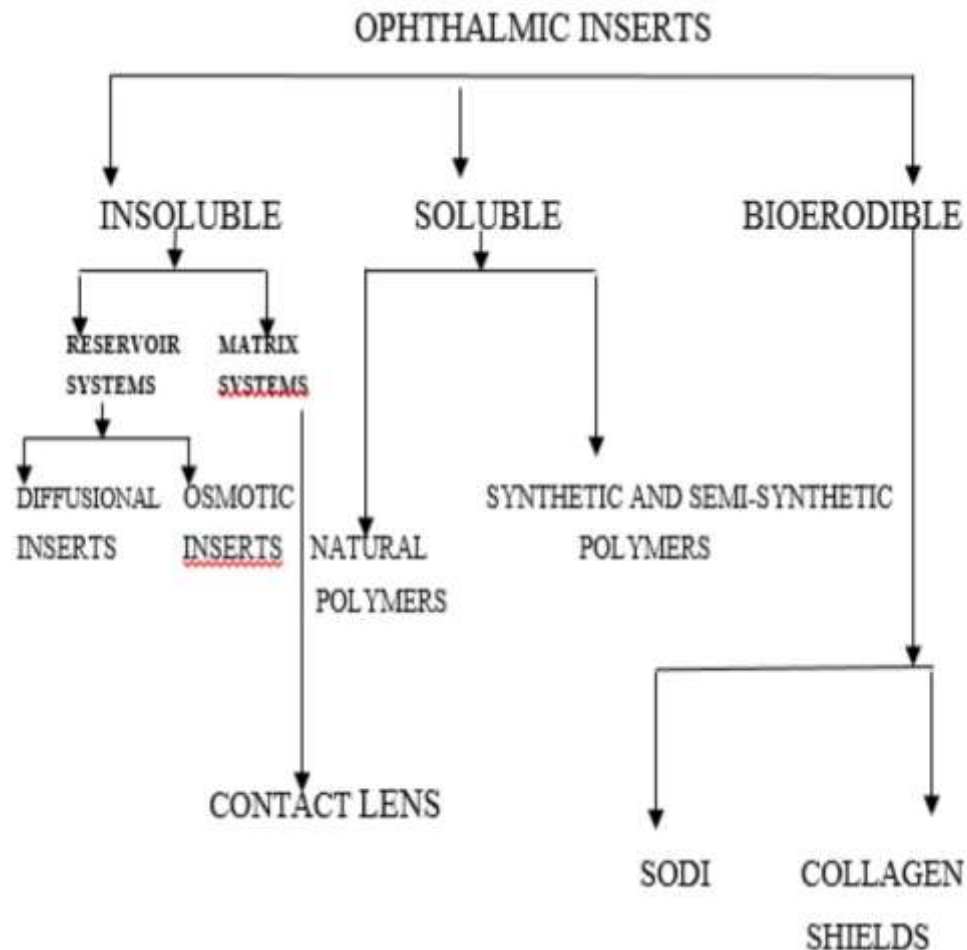 OPHTHALMIC INSERTS
INSOLUBLE
SOLUBLE
BIOERODIBLE
RESERVOIR
SYSTEMS
MATRIX
SYSTEMS
DIFFUSIONAL
INSERTS
OSMOTIC
INSERTS
NATURAL
POLYMERS
SYNTHETIC AND SEMI-SYNTHETIC
POLYMERS
CONTACT LENS
SODI
COLLAGEN
SHIELDS